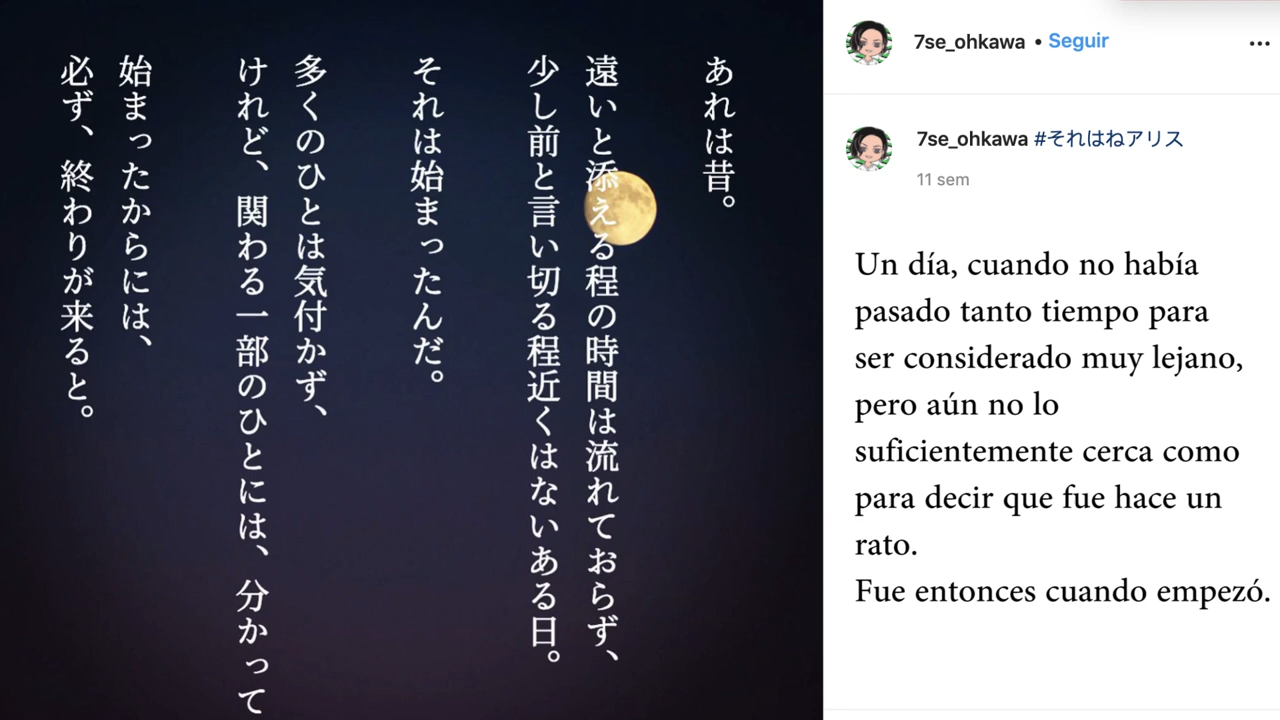 あれは昔。
遠いと添える程の時間は流れておらず、
少し前と言い切る程近くはないある日。
それは始まったんだ。
多くのひとは気付かず、
けれど、関わる一部のひとには、分かって
始まったからには、
必ず、終わりが来ると。
7se_ohkawa • Seguir
7se_ohkawa #それはねアリス
11 sem
Un día, cuando no había
pasado tanto tiempo para
ser considerado muy lejano,
pero aún no lo
suficientemente cerca como
para decir que fue hace un
rato.
Fue entonces cuando empezó.